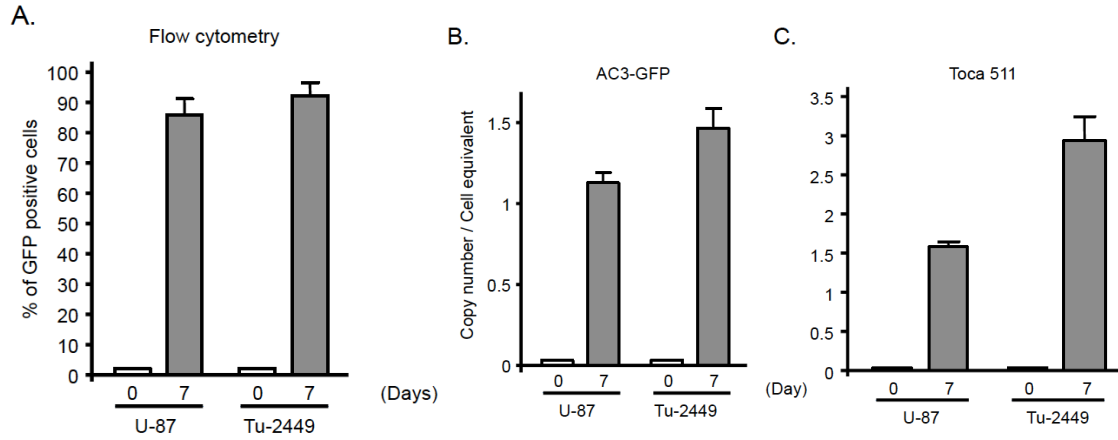 A.
Flow cytometry
% of GFP positive cells
100
90
80
70
60
50
40
30
20
10
0
0 7 0 7 (Days)
U-87 Tu-2449
B.
AC3-GFP
Copy number / Cell equivalent
1.5
1
0.5
0
0 7 0 7
U-87 Tu-2449
C.
Toca 511
3.5
3
2.5
2
1.5
1
0.5
0
(Day) 0 7 0 7
U-87 Tu-2449